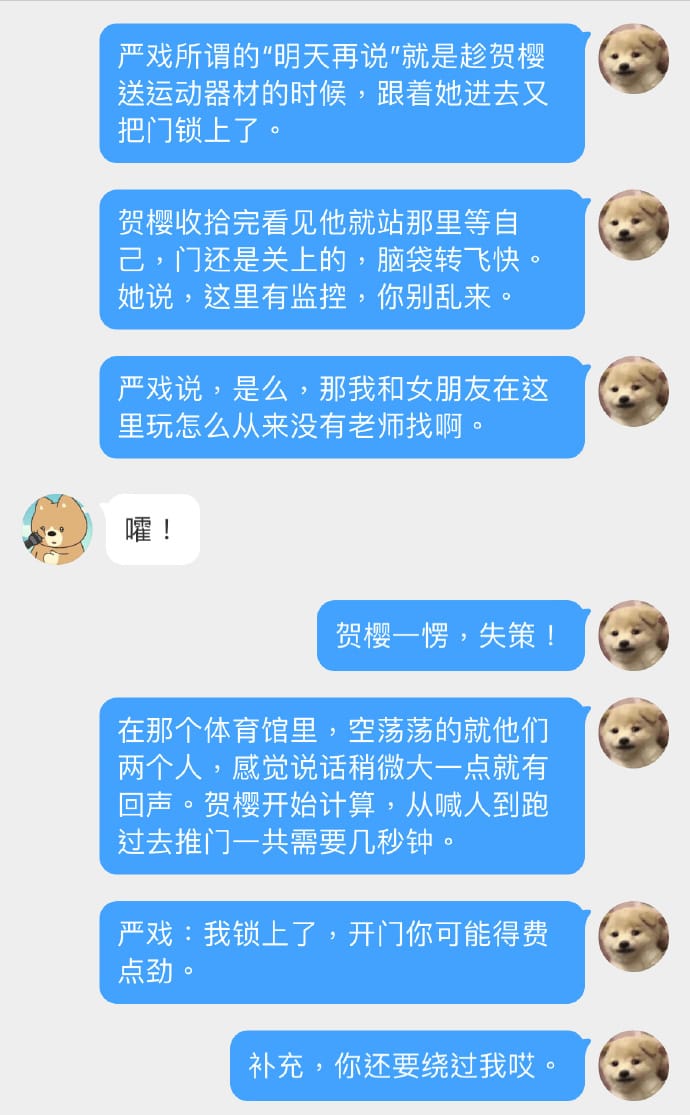 严戏所谓的“明天再说”就是趁贺樱
送运动器材的时候，跟着她进去又
把门锁上了。
贺樱收拾完看见他就站那里等自
己，门还是关上的，脑袋转飞快。
她说，这里有监控，你别乱来。
严戏说，是么，那我和女朋友在这
里玩怎么从来没有老师找啊。
嚯！
贺樱一愣，失策！
在那个体育馆里，空荡荡的就他们
两个人，感觉说话稍微大一点就有
回声。贺樱开始计算，从喊人到跑
过去推门一共需要几秒钟。
严戏：我锁上了，开门你可能得费
点劲。
补充，你还要绕过我哎。